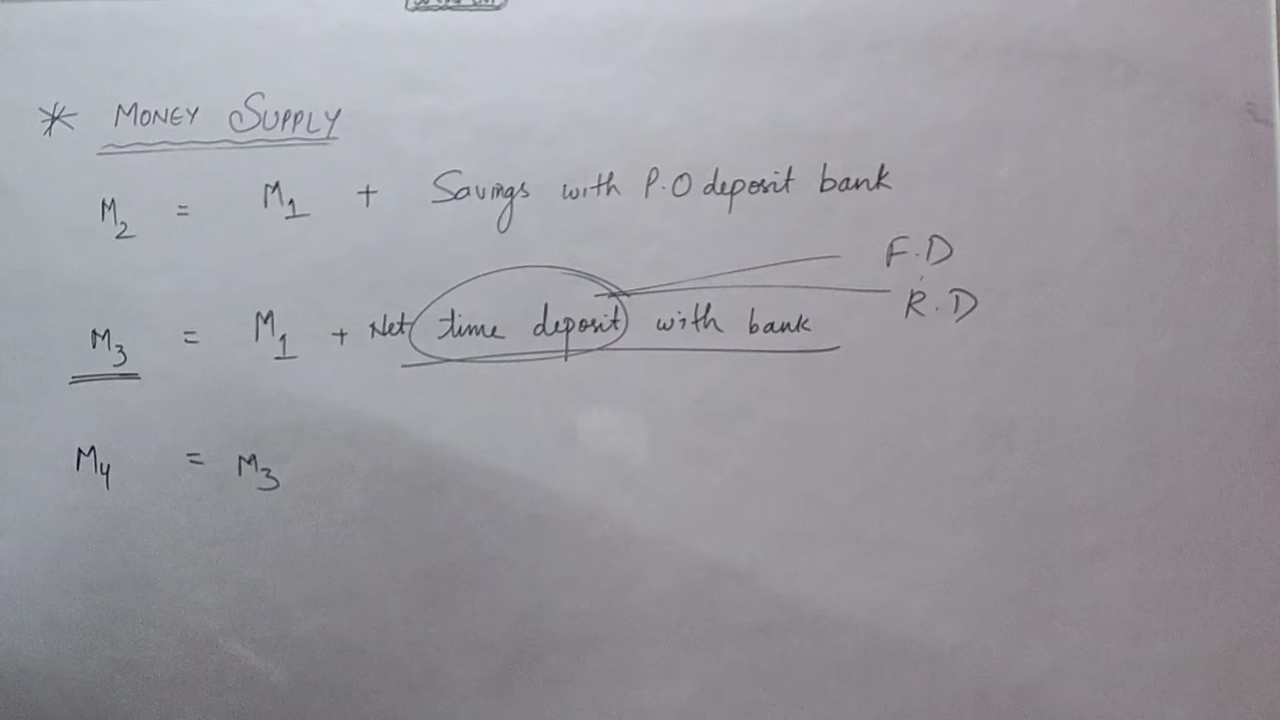 * MONEY SUPPLY
M2 = M1 + Savings with P.O deposit bank
F.D
R.D
M3 = M1 + Net time deposit with bank
M4 = M3